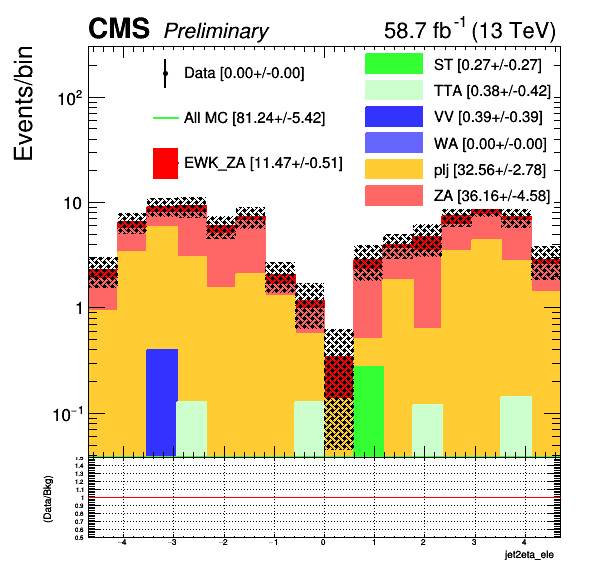 CMS Preliminary 58.7 fb⁻¹ (13 TeV)
Events/bin
Data [0.00+/-0.00]
All MC [81.24+/-5.42]
EWK_ZA [11.47+/-0.51]
ST [0.27+/-0.27]
TTA [0.38+/-0.42]
VV [0.39+/-0.39]
WA [0.00+/-0.00]
plj [32.56+/-2.78]
ZA [36.16+/-4.58]
10²
10
1
10⁻¹
(Data/Bkg)
1.5
1.4
1.3
1.2
1.1
1
0.9
0.8
0.7
0.6
0.5
−4 −3 −2 −1 0 1 2 3 4
jet2eta_ele